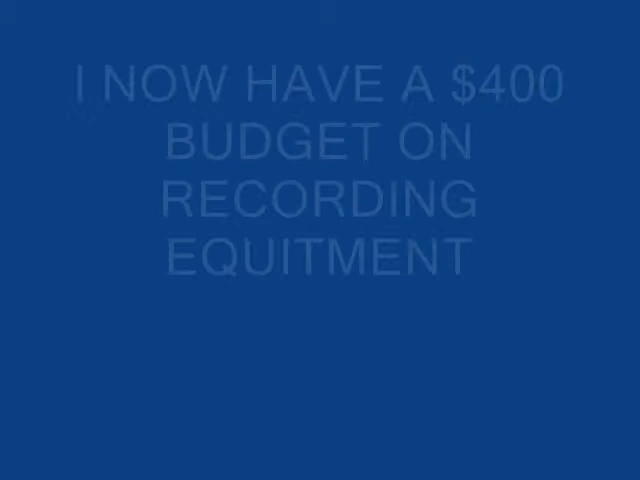 I NOW HAVE A $400
BUDGET ON
RECORDING
EQUITMENT